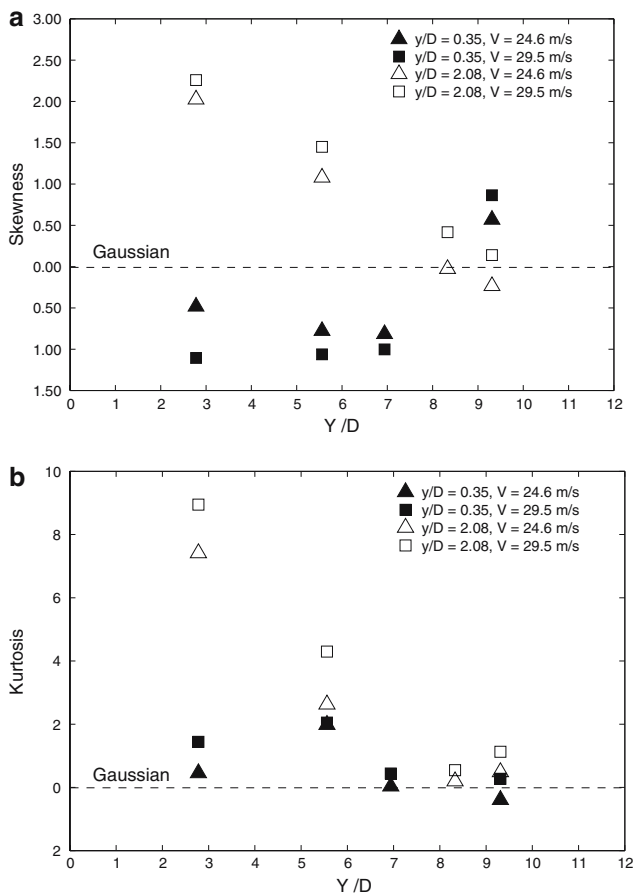 a
3.00
2.50
2.00
1.50
1.00
0.50
0.00
0.50
1.00
1.50
Skewness
Gaussian
y/D = 0.35, V = 24.6 m/s
y/D = 0.35, V = 29.5 m/s
y/D = 2.08, V = 24.6 m/s
y/D = 2.08, V = 29.5 m/s
0 1 2 3 4 5 6 7 8 9 10 11 12
Y /D
b
10
8
6
4
2
0
2
Kurtosis
Gaussian
y/D = 0.35, V = 24.6 m/s
y/D = 0.35, V = 29.5 m/s
y/D = 2.08, V = 24.6 m/s
y/D = 2.08, V = 29.5 m/s
0 1 2 3 4 5 6 7 8 9 10 11 12
Y /D